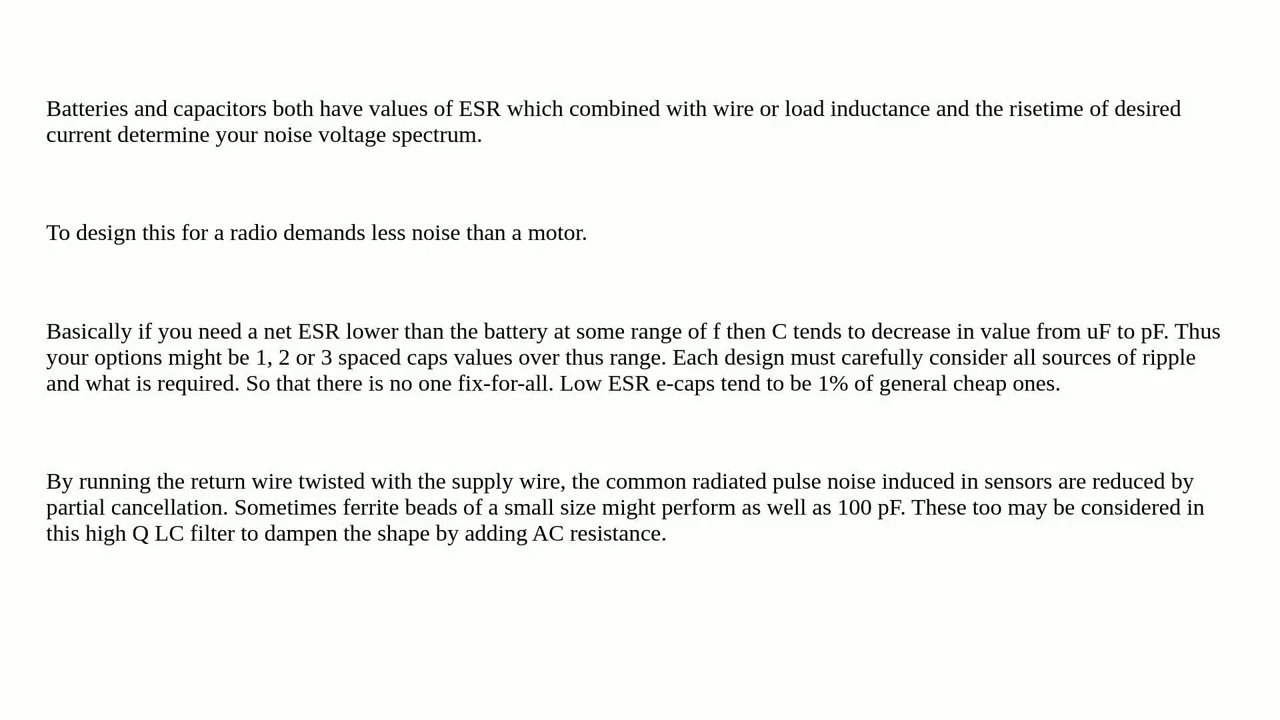 Batteries and capacitors both have values of ESR which combined with wire or load inductance and the risetime of desired
current determine your noise voltage spectrum.
To design this for a radio demands less noise than a motor.
Basically if you need a net ESR lower than the battery at some range of f then C tends to decrease in value from uF to pF. Thus
your options might be 1, 2 or 3 spaced caps values over thus range. Each design must carefully consider all sources of ripple
and what is required. So that there is no one fix-for-all. Low ESR e-caps tend to be 1% of general cheap ones.
By running the return wire twisted with the supply wire, the common radiated pulse noise induced in sensors are reduced by
partial cancellation. Sometimes ferrite beads of a small size might perform as well as 100 pF. These too may be considered in
this high Q LC filter to dampen the shape by adding AC resistance.